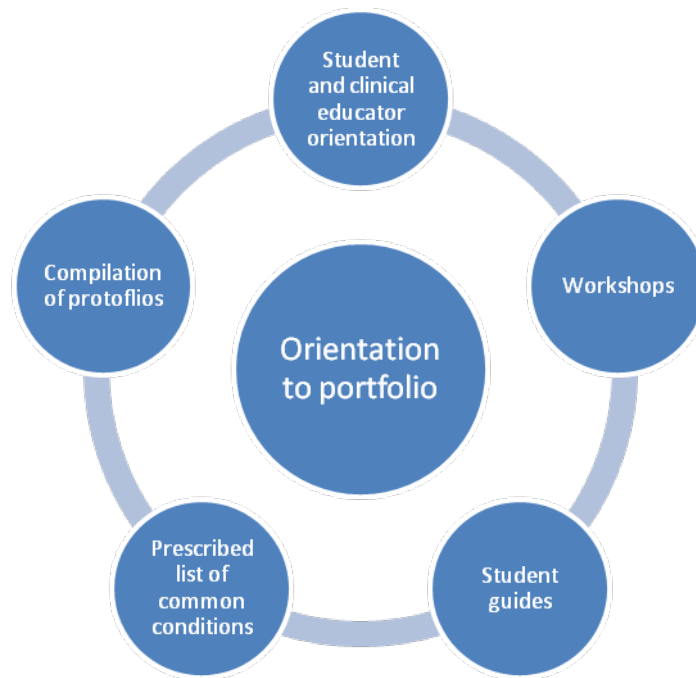 Student
and clinical
educator
orientation
Workshops
Student
guides
Prescribed
list of
common
conditions
Compilation
of protoflios
Orientation
to portfolio